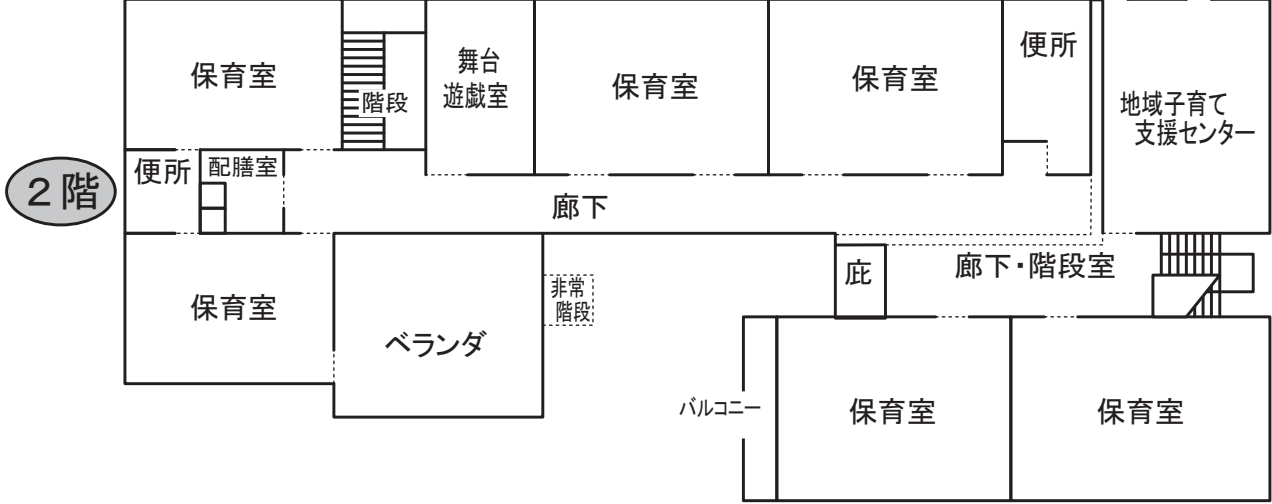 保育室
階段
舞台
遊戯室
保育室
保育室
便所
地域子育て
支援センター
２階
便所
配膳室
廊下
保育室
ベランダ
非常
階段
庇
廊下・階段室
バルコニー
保育室
保育室